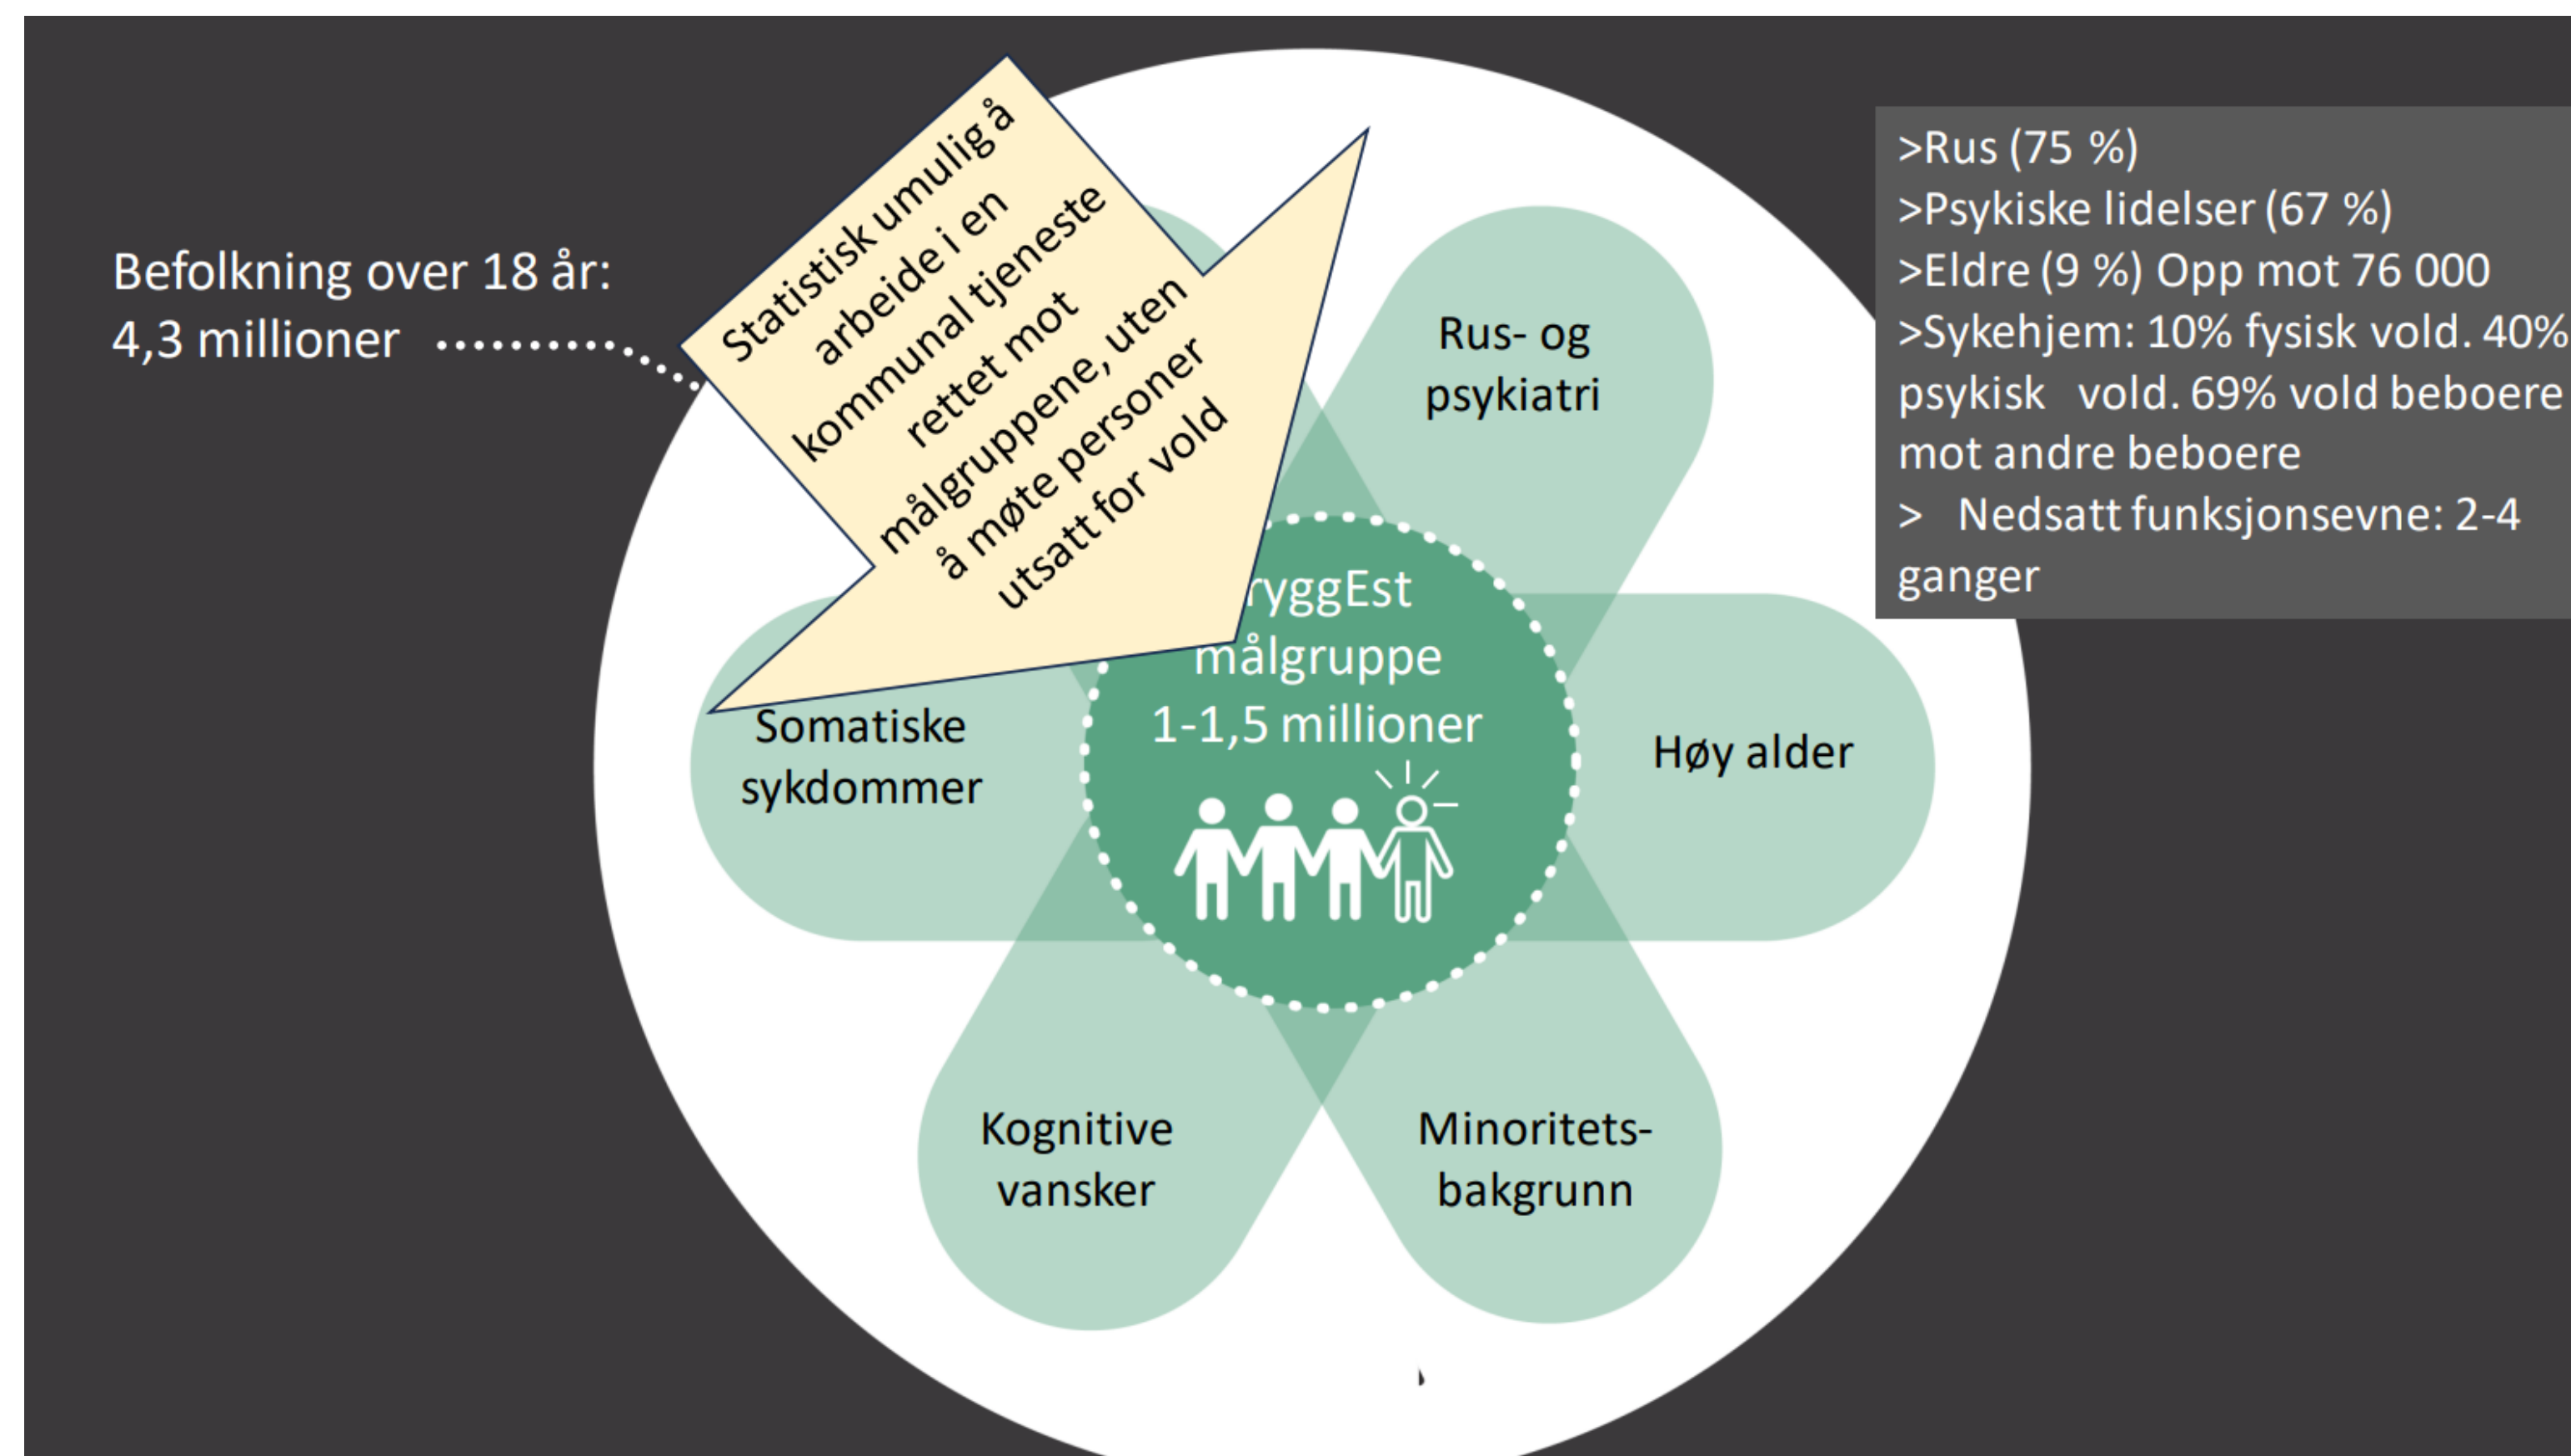 Befolkning over 18 år:
4,3 millioner
Statistisk umulig å
arbeide i en
kommunal tjeneste
rettet mot
målgruppene, uten
å møte personer
utsatt for vold
>Rus (75 %)
>Psykiske lidelser (67 %)
>Eldre (9 %) Opp mot 76 000
>Sykehjem: 10% fysisk vold. 40%
psykisk vold. 69% vold beboere
mot andre beboere
> Nedsatt funksjonsevne: 2-4
ganger
Rus- og
psykiatri
ryggEst
målgruppe
1-1,5 millioner
Somatiske
sykdommer
Høy alder
Kognitive
vansker
Minoritets-
bakgrunn